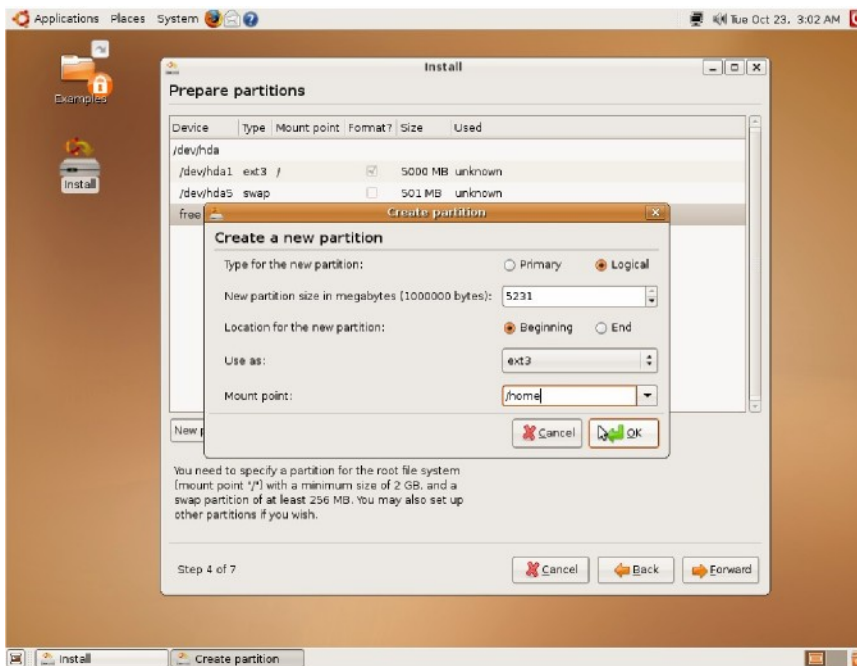 Applications Places System Tue Oct 23, 3:02 AM
Examples
Install
Install
Prepare partitions
Device Type Mount point Format? Size Used
/dev/hda
/dev/hda1 ext3 / 5000 MB unknown
/dev/hda5 swap 501 MB unknown
free
Create partition
Create a new partition
Type for the new partition: Primary Logical
New partition size in megabytes (1000000 bytes): 5231
Location for the new partition: Beginning End
Use as: ext3
Mount point: /home
New p
Cancel OK
You need to specify a partition for the root file system
(mount point "/") with a minimum size of 2 GB, and a
swap partition of at least 256 MB. You may also set up
other partitions if you wish.
Step 4 of 7 Cancel Back Forward
Install Create partition